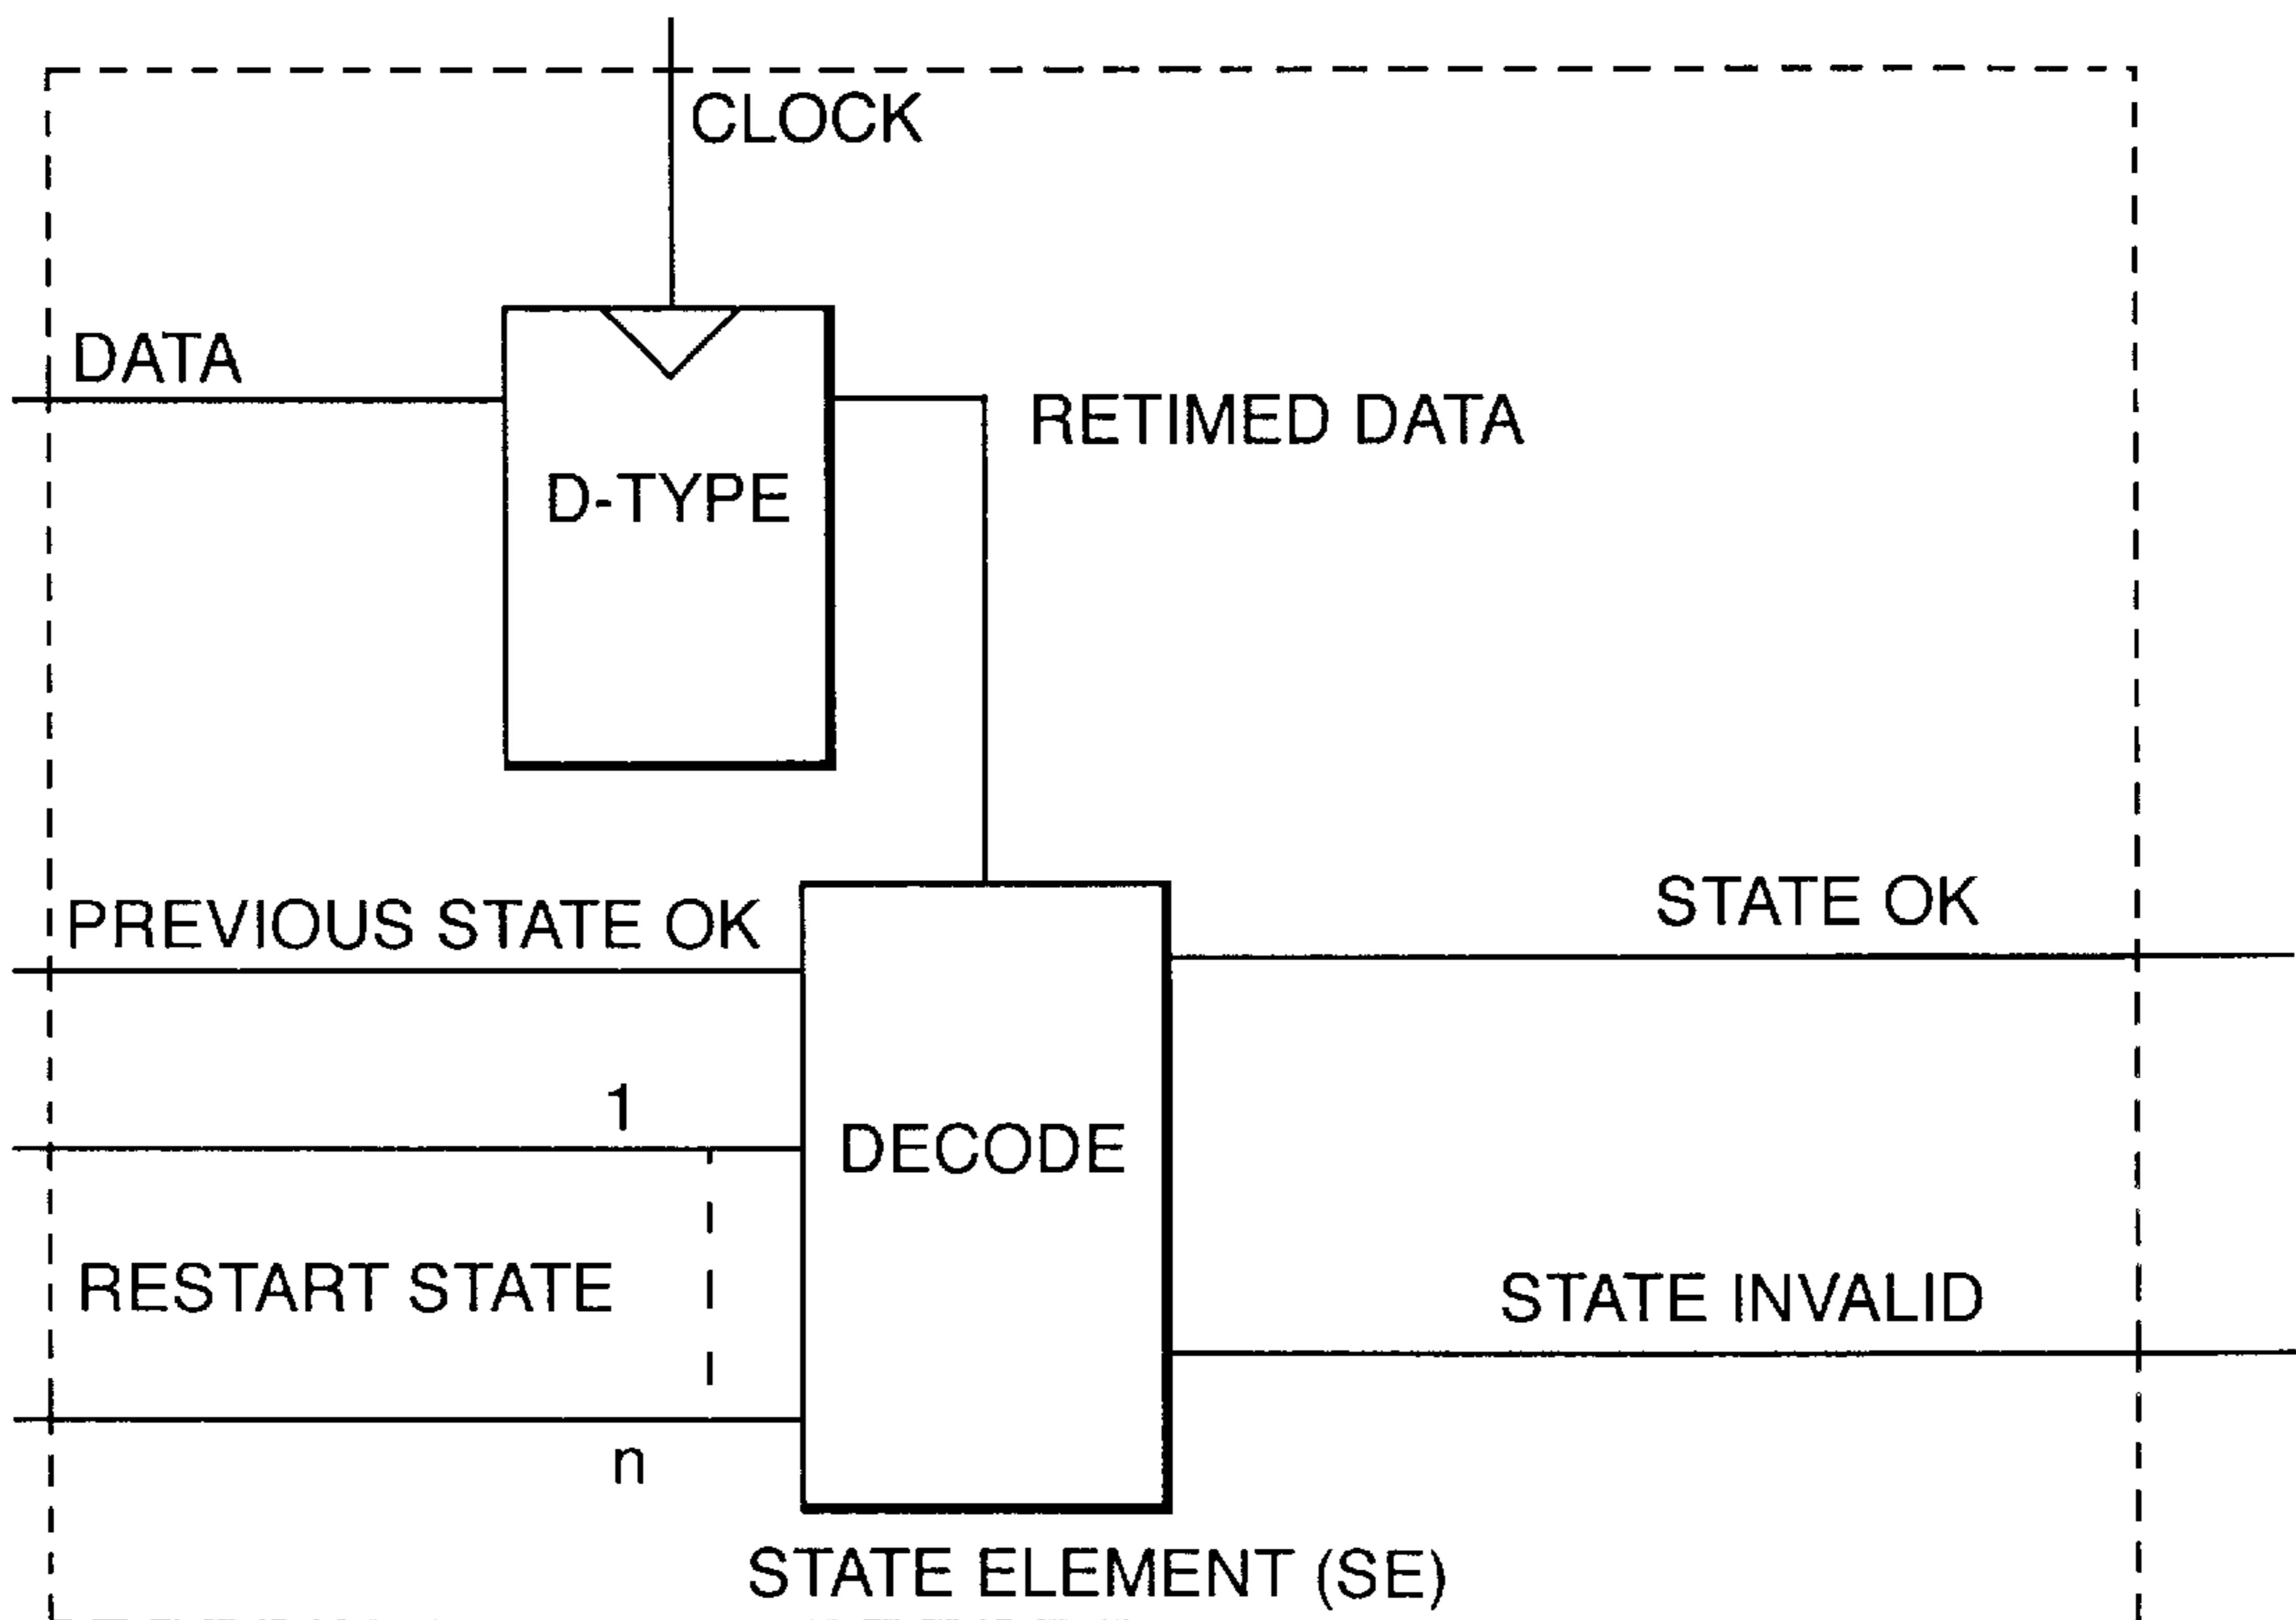 CLOCK
DATA
RETIMED DATA
D-TYPE
PREVIOUS STATE OK
STATE OK
1
DECODE
RESTART STATE
STATE INVALID
n
STATE ELEMENT (SE)